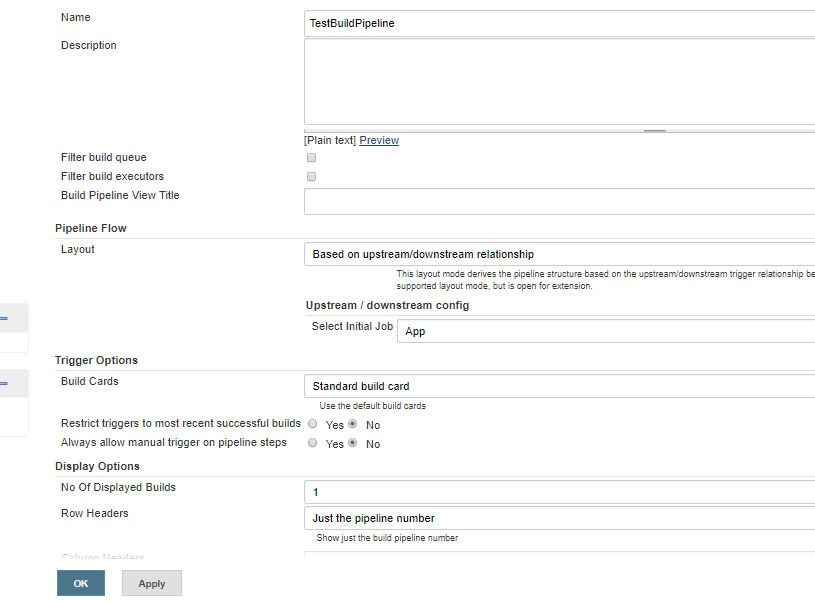 Name
TestBuildPipeline
Description
[Plain text] Preview
Filter build queue
Filter build executors
Build Pipeline View Title
Pipeline Flow
Layout
Based on upstream/downstream relationship
This layout mode derives the pipeline structure based on the upstream/downstream trigger relationship be
supported layout mode, but is open for extension.
Upstream / downstream config
Select Initial Job
App
Trigger Options
Build Cards
Standard build card
Use the default build cards
Restrict triggers to most recent successful builds Yes No
Always allow manual trigger on pipeline steps Yes No
Display Options
No Of Displayed Builds
1
Row Headers
Just the pipeline number
Show just the build pipeline number
Column Headers
OK Apply